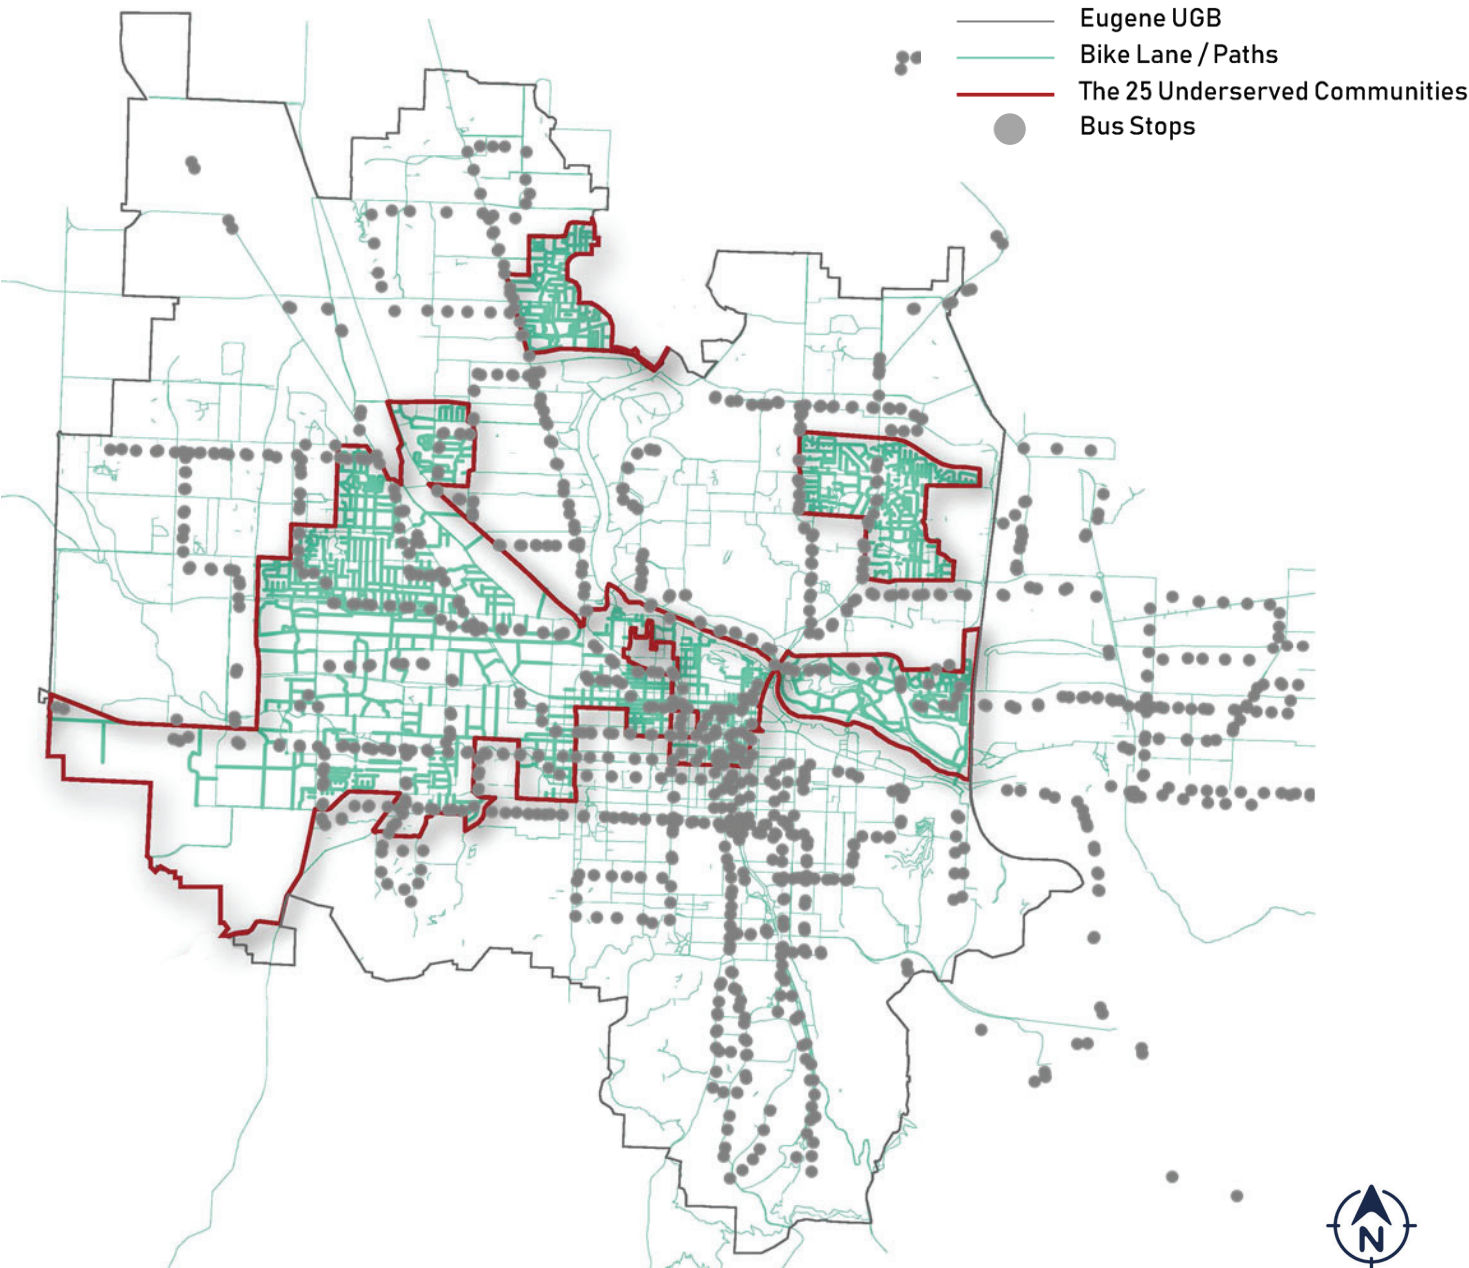 Eugene UGB
Bike Lane / Paths
The 25 Underserved Communities
Bus Stops
N